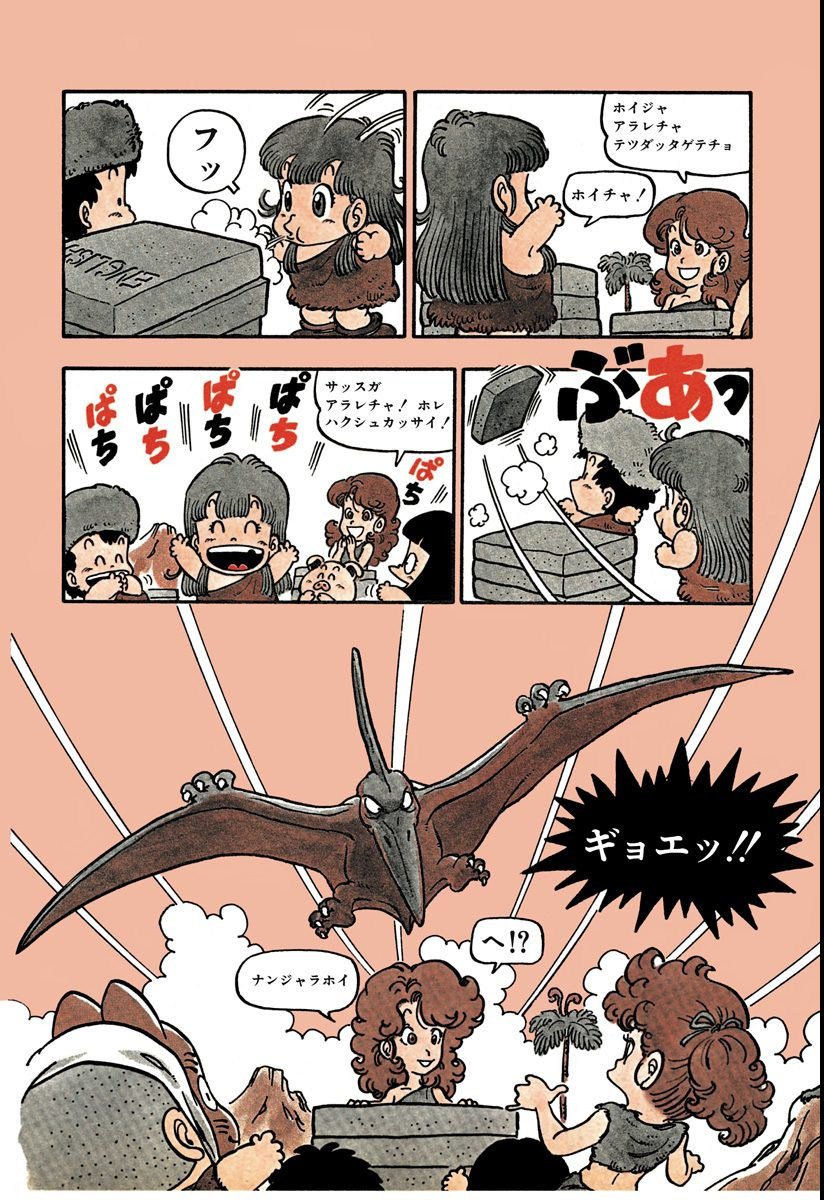 ホイジャ
アラレチャ
テツダッタゲテチョ
ホイチャ!
フッ
ENGLISH
ぶあっ
サッスガ
アラレチャ! ホレ
ハクシュカッサイ!
ぱち
ぱち
ぱち
ぱち
ぱち
ギョエッ!!
ヘ!?
ナンジャラホイ